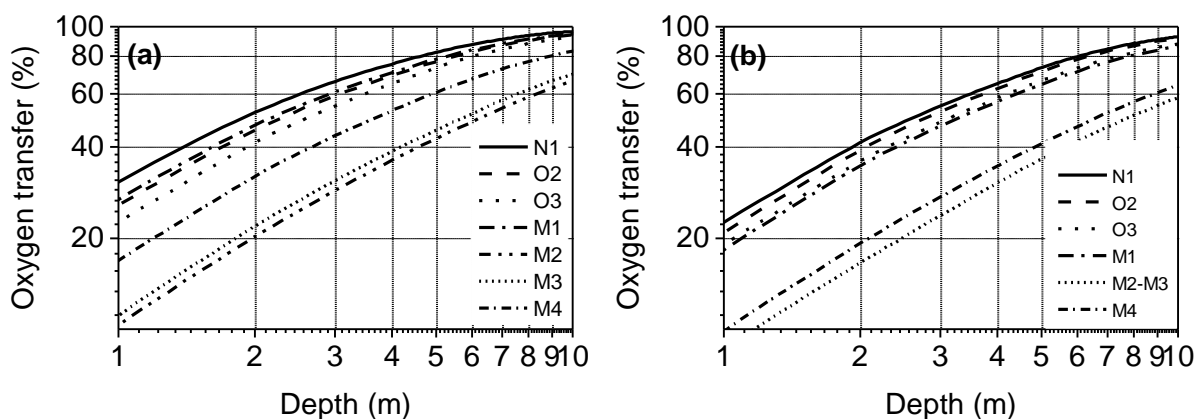 (a)
Oxygen transfer (%)
100
80
60
40
20
1 2 3 4 5 6 7 8 9 10
Depth (m)
N1
O2
O3
M1
M2
M3
M4
(b)
Oxygen transfer (%)
100
80
60
40
20
1 2 3 4 5 6 7 8 9 10
Depth (m)
N1
O2
O3
M1
M2-M3
M4